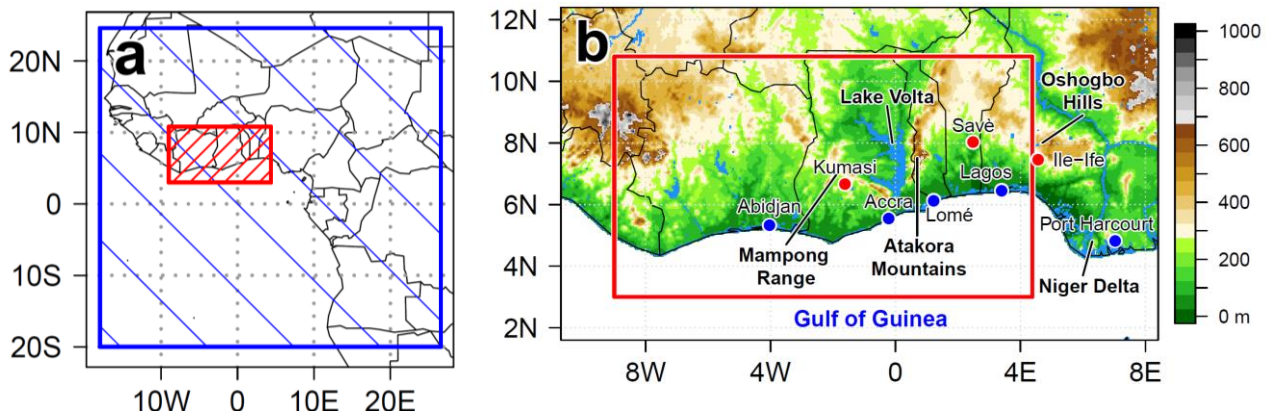 a
20N
10N
0
10S
20S
10W
0
10E
20E
b
12N
10N
8N
6N
4N
2N
8W
4W
0
4E
8E
Oshogbo
Hills
Lake Volta
Savè
Ile-Ife
Kumasi
Lagos
Abidjan
Accra
Lomé
Port Harcourt
Mampong
Range
Atakora
Mountains
Niger Delta
Gulf of Guinea
1000
800
600
400
200
0 m